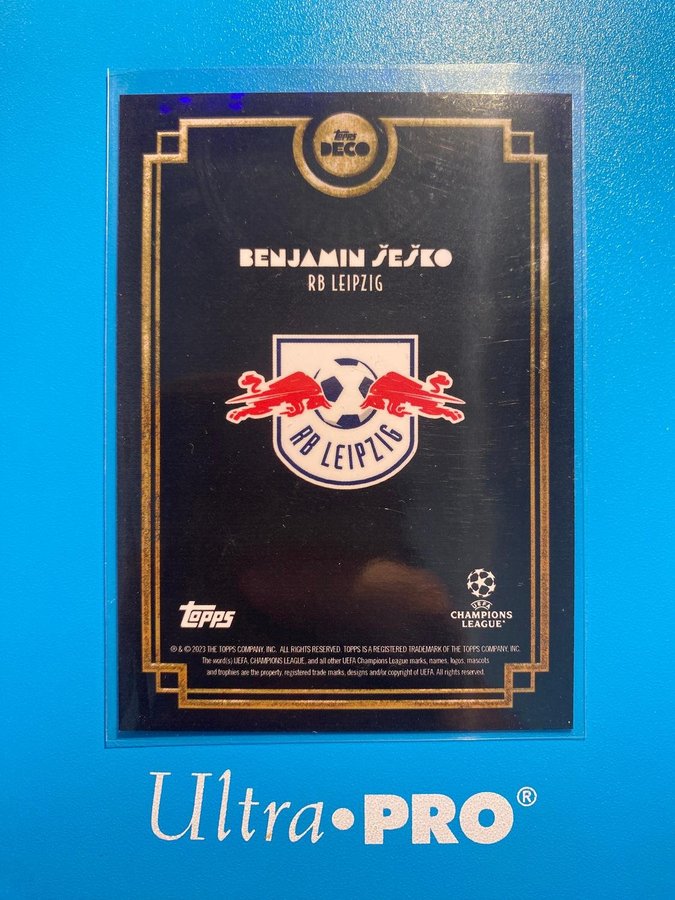 Topps
DECO
BENJAMIN ŠEŠKO
RB LEIPZIG
RB LEIPZIG
Topps
UEFA
CHAMPIONS
LEAGUE®
® & © 2023 THE TOPPS COMPANY, INC. ALL RIGHTS RESERVED. TOPPS IS A REGISTERED TRADEMARK OF THE TOPPS COMPANY, INC.
The word(s) UEFA, CHAMPIONS LEAGUE, and all other UEFA Champions League marks, names, logos, mascots
and trophies are the property, registered trade marks, designs and/or copyright of UEFA. All rights reserved.
Ultra•PRO®